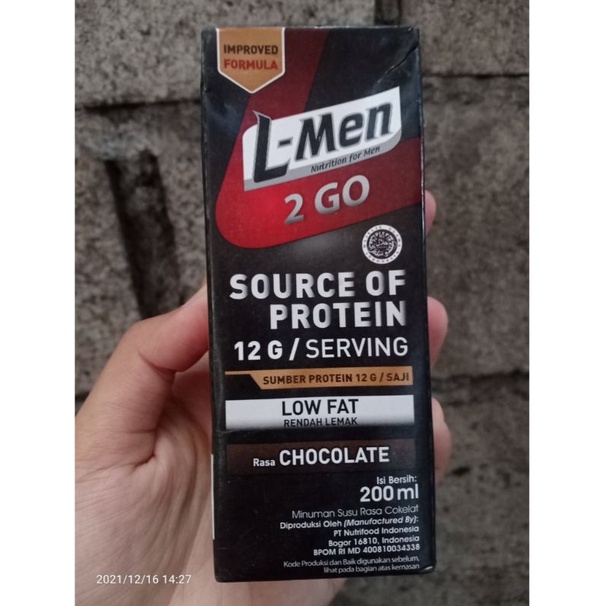 IMPROVED
FORMULA
L-Men
Nutrition for Men
2 GO
SOURCE OF
PROTEIN
12 G / SERVING
SUMBER PROTEIN 12 G / SAJI
LOW FAT
RENDAH LEMAK
Rasa CHOCOLATE
Isi Bersih:
200 ml
Minuman Susu Rasa Cokelat
Diproduksi Oleh (Manufactured By):
PT Nutrifood Indonesia
Bogor 16810, Indonesia
BPOM RI MD 400810034338
Kode Produksi dan Baik digunakan sebelum,
lihat pada bagian atas kemasan
2021/12/16 14:27